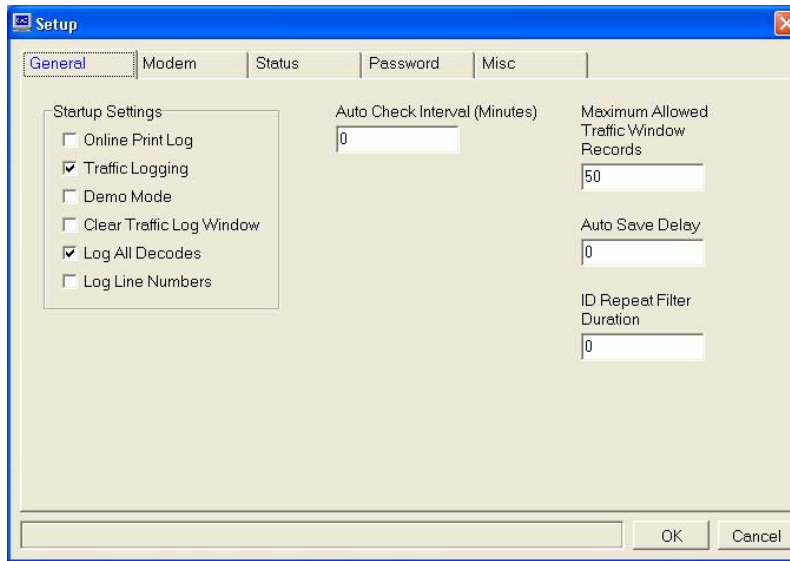 Setup
General
Modem
Status
Password
Misc
Startup Settings
Online Print Log
Traffic Logging
Demo Mode
Clear Traffic Log Window
Log All Decodes
Log Line Numbers
Auto Check Interval (Minutes)
0
Maximum Allowed
Traffic Window
Records
50
Auto Save Delay
0
ID Repeat Filter
Duration
0
OK
Cancel